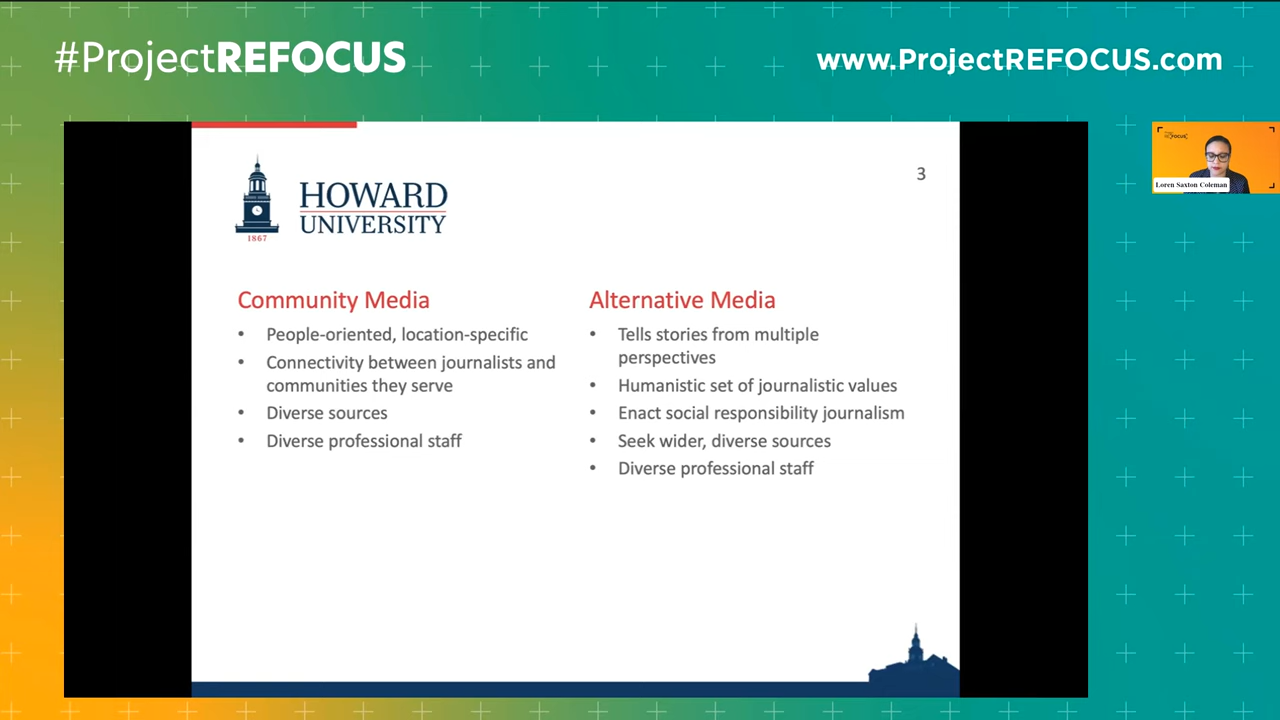 #ProjectREFOCUS
www.ProjectREFOCUS.com
3
HOWARD
UNIVERSITY
1867
Community Media
• People-oriented, location-specific
• Connectivity between journalists and
communities they serve
• Diverse sources
• Diverse professional staff
Alternative Media
• Tells stories from multiple
perspectives
• Humanistic set of journalistic values
• Enact social responsibility journalism
• Seek wider, diverse sources
• Diverse professional staff
REFOCUS
Loren Saxton Coleman